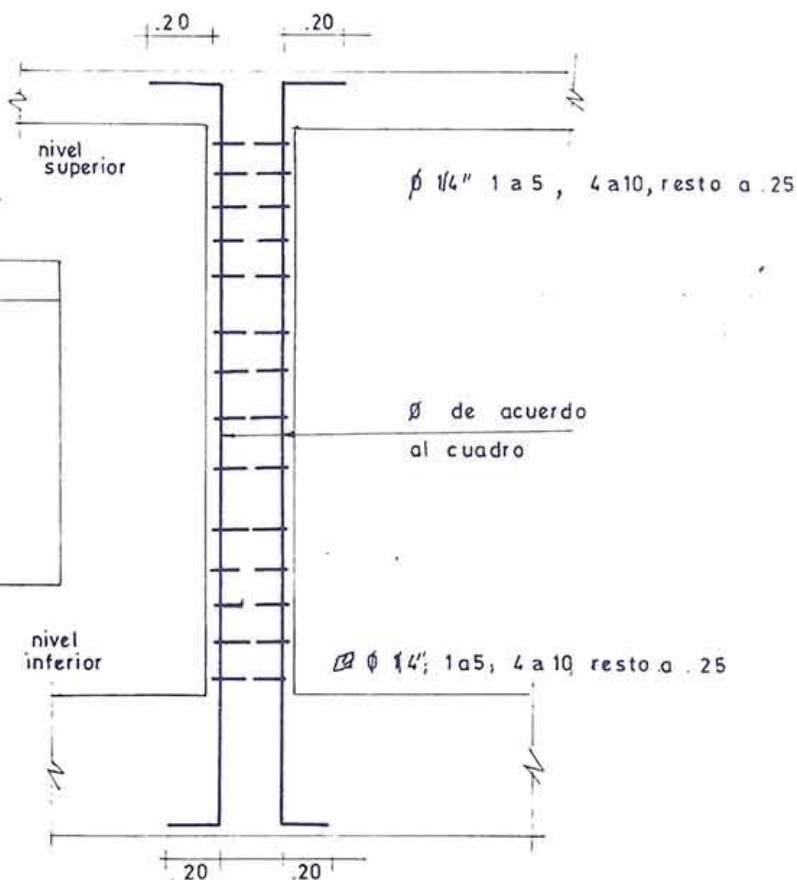 .20 .20
nivel
superior
ϕ 1/4" 1 a 5 , 4 a 10, resto a .25
Ø de acuerdo
al cuadro
nivel
inferior
ϕ 1/4", 1 a 5, 4 a 10, resto a .25
.20 .20